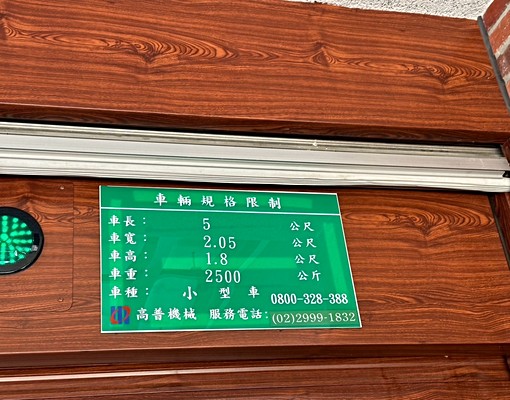 車輛規格限制
車長： 5 公尺
車寬： 2.05 公尺
車高： 1.8 公尺
車重： 2500 公斤
車種： 小型車 0800-328-388
高普機械 服務電話：(02)2999-1832